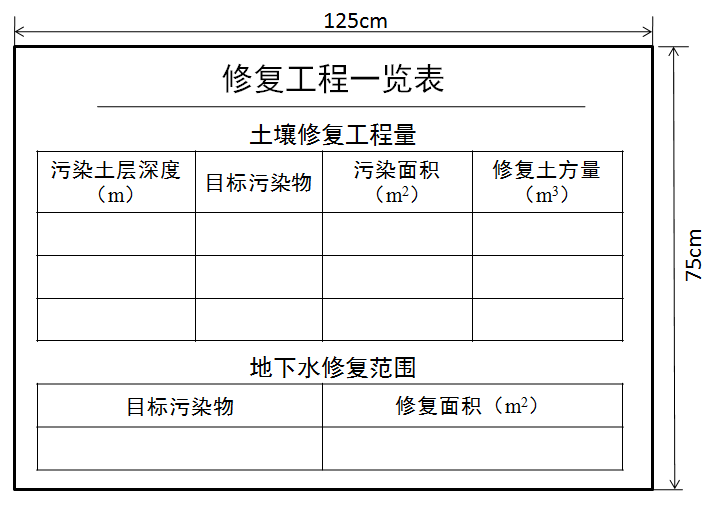 125cm
修复工程一览表
土壤修复工程量
污染土层深度
（m）
目标污染物
污染面积
（m²）
修复土方量
（m³）
75cm
地下水修复范围
目标污染物
修复面积（m²）